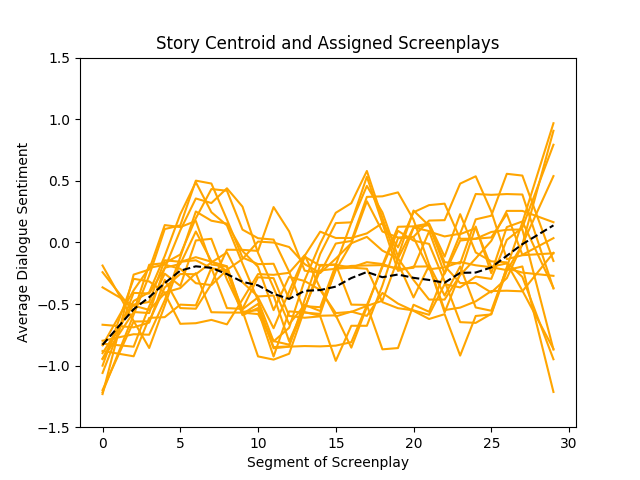 Story Centroid and Assigned Screenplays
Average Dialogue Sentiment
1.5
1.0
0.5
0.0
−0.5
−1.0
−1.5
0 5 10 15 20 25 30
Segment of Screenplay